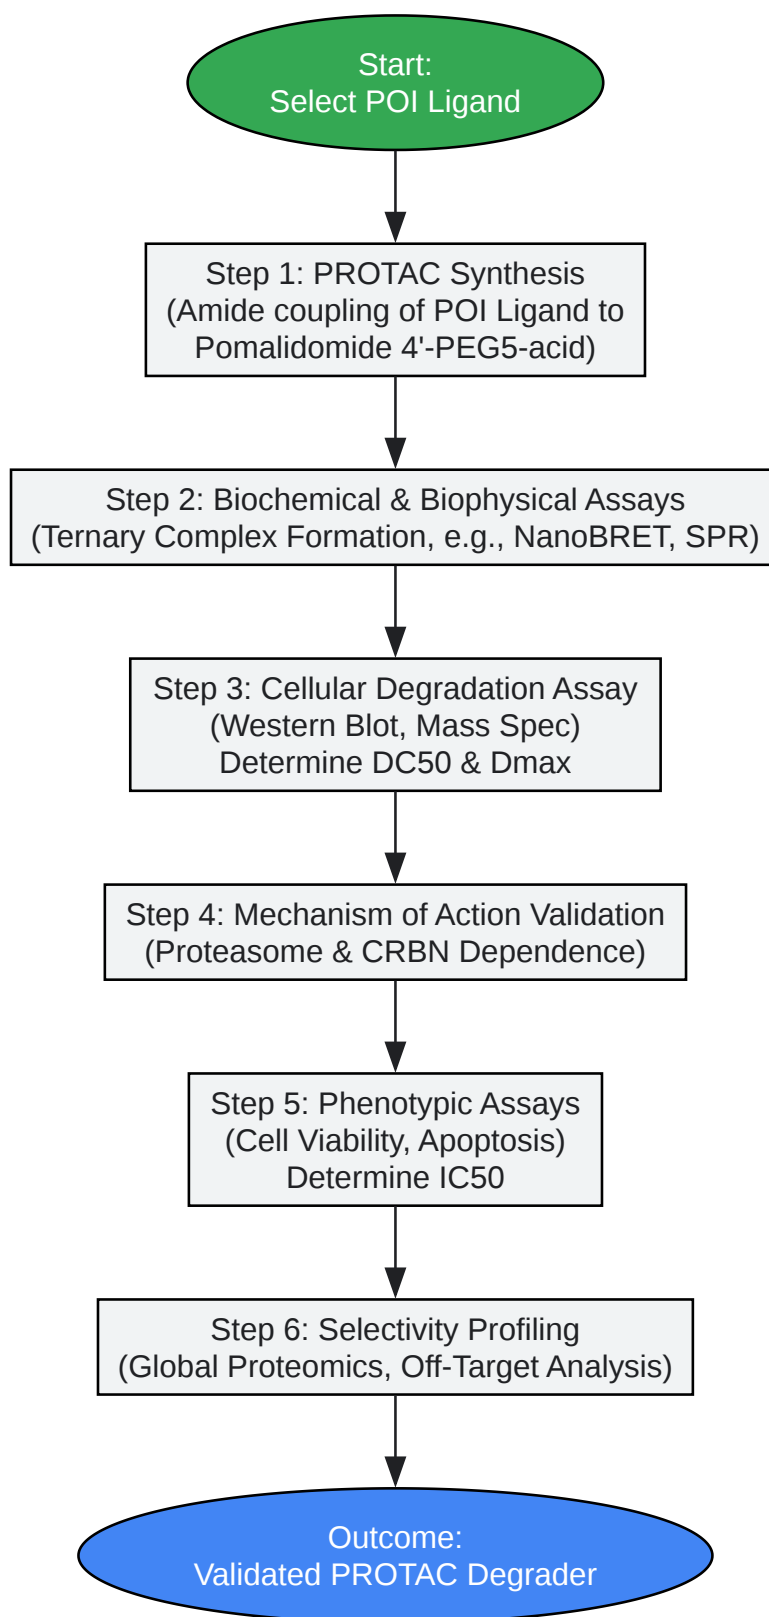 Start:
Select POI Ligand
Step 1: PROTAC Synthesis
(Amide coupling of POI Ligand to
Pomalidomide 4'-PEG5-acid)
Step 2: Biochemical & Biophysical Assays
(Ternary Complex Formation, e.g., NanoBRET, SPR)
Step 3: Cellular Degradation Assay
(Western Blot, Mass Spec)
Determine DC50 & Dmax
Step 4: Mechanism of Action Validation
(Proteasome & CRBN Dependence)
Step 5: Phenotypic Assays
(Cell Viability, Apoptosis)
Determine IC50
Step 6: Selectivity Profiling
(Global Proteomics, Off-Target Analysis)
Outcome:
Validated PROTAC Degrader